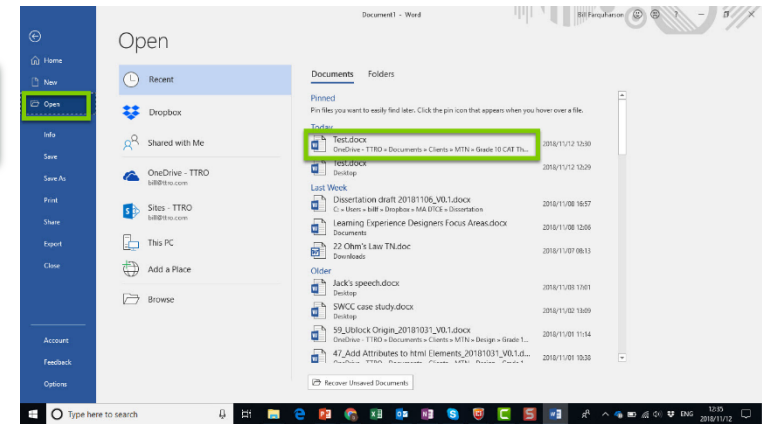 Document1 - Word
Bill Farquharson
?
Open
Home
New
Open
Info
Save
Save As
Print
Share
Export
Close
Account
Feedback
Options
Recent
Dropbox
Shared with Me
OneDrive - TTRO
bill@ttro.com
Sites - TTRO
bill@ttro.com
This PC
Add a Place
Browse
Documents Folders
Pinned
Pin files you want to easily find later. Click the pin icon that appears when you hover over a file.
Today
Test.docx 2018/11/12 12:30
OneDrive - TTRO » Documents » Clients » MTN » Grade 10 CAT Th...
Test.docx 2018/11/12 12:29
Desktop
Last Week
Dissertation draft 20181106_V0.1.docx 2018/11/08 16:57
C: » Users » billf » Dropbox » MA DTCE » Dissertation
Learning Experience Designers Focus Areas.docx 2018/11/08 12:06
Documents
22 Ohm's Law TN.doc 2018/11/07 08:13
Downloads
Older
Jack's speech.docx 2018/11/03 17:01
Desktop
SWCC case study.docx 2018/11/02 13:09
Desktop
59_Ublock Origin_20181031_V0.1.docx 2018/11/01 11:14
OneDrive - TTRO » Documents » Clients » MTN » Design » Grade 1...
47_Add Attributes to html Elements_20181031_V0.1.d... 2018/11/01 10:38
OneDrive - TTRO » Documents » Clients » MTN » Design » Grade 1...
Recover Unsaved Documents
Type here to search
ENG
12:35
2018/11/12